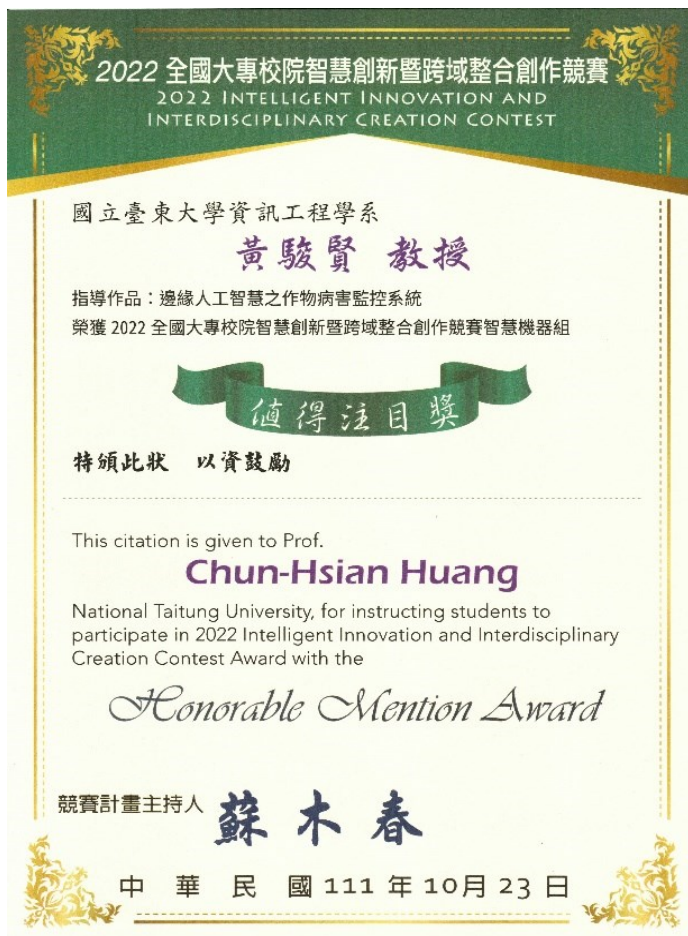 2022 全國大專校院智慧創新暨跨域整合創作競賽
2022 INTELLIGENT INNOVATION AND
INTERDISCIPLINARY CREATION CONTEST
國立臺東大學資訊工程學系
黃駿賢 教授
指導作品：邊緣人工智慧之作物病害監控系統
榮獲 2022 全國大專校院智慧創新暨跨域整合創作競賽智慧機器組
值得注目獎
特頒此狀 以資鼓勵
This citation is given to Prof.
Chun-Hsian Huang
National Taitung University, for instructing students to
participate in 2022 Intelligent Innovation and Interdisciplinary
Creation Contest Award with the
Honorable Mention Award
競賽計畫主持人 蘇木春
中華民國 111 年 10 月 23 日